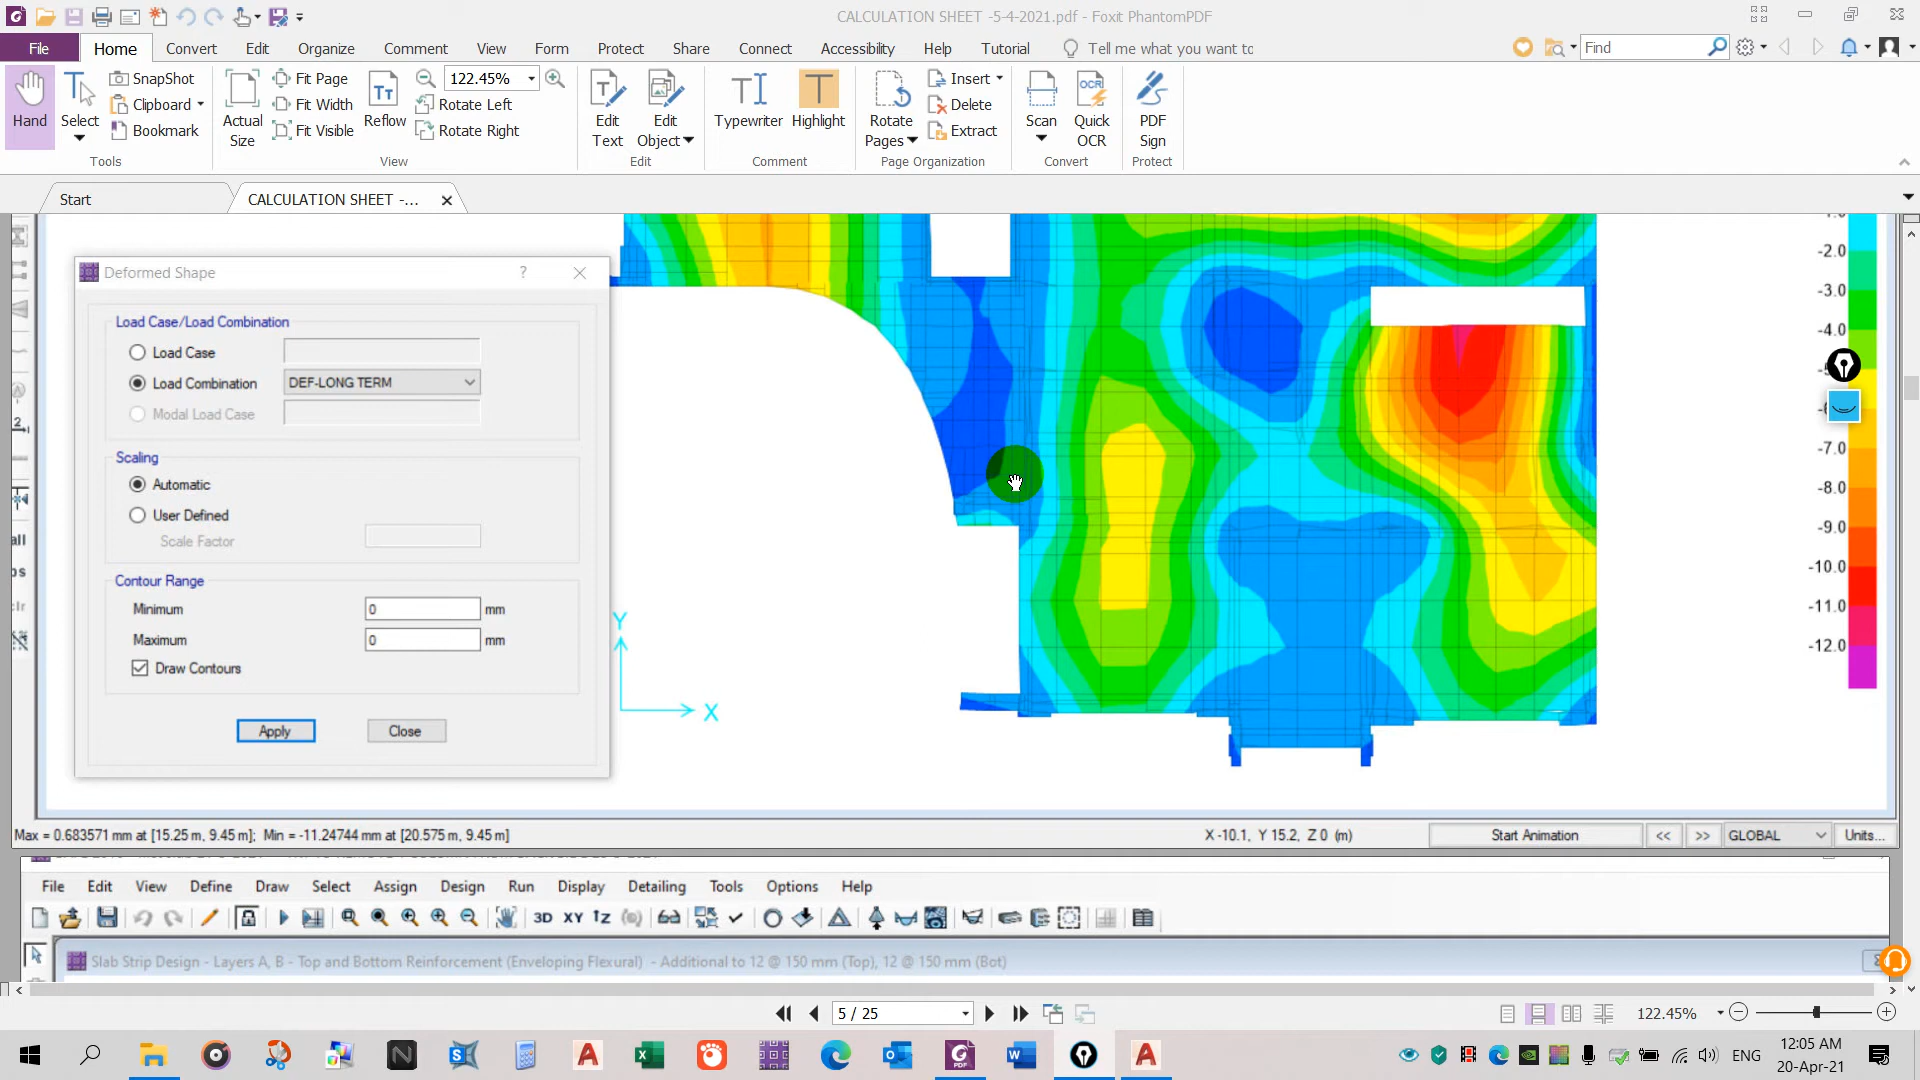 CALCULATION SHEET -5-4-2021.pdf - Foxit PhantomPDF
File Home Convert Edit Organize Comment View Form Protect Share Connect Accessibility Help Tutorial Tell me what you want to Find
Hand
Select
SnapShot
Clipboard
Bookmark
Tools
Actual Size
Fit Page
Fit Width
Fit Visible
Reflow
122.45%
Rotate Left
Rotate Right
View
Edit Text
Edit Object
Edit
Typewriter
Highlight
Comment
Rotate Pages
Insert
Delete
Extract
Page Organization
Scan
Quick OCR
Convert
PDF Sign
Protect
Start
CALCULATION SHEET -...
Deformed Shape ?
Load Case/Load Combination
Load Case
Load Combination DEF-LONG TERM
Modal Load Case
Scaling
Automatic
User Defined
Scale Factor
Contour Range
Minimum 0 mm
Maximum 0 mm
Draw Contours
Apply Close
Y
X
-2.0
-3.0
-4.0
-7.0
-8.0
-9.0
-10.0
-11.0
-12.0
Max = 0.683571 mm at [15.25 m, 9.45 m]; Min = -11.24744 mm at [20.575 m, 9.45 m]
X -10.1, Y 15.2, Z 0 (m)
Start Animation << >> GLOBAL Units...
File Edit View Define Draw Select Assign Design Run Display Detailing Tools Options Help
3D XY
Slab Strip Design - Layers A, B - Top and Bottom Reinforcement (Enveloping Flexural) - Additional to 12 @ 150 mm (Top), 12 @ 150 mm (Bot)
5 / 25
122.45%
ENG
12:05 AM
20-Apr-21